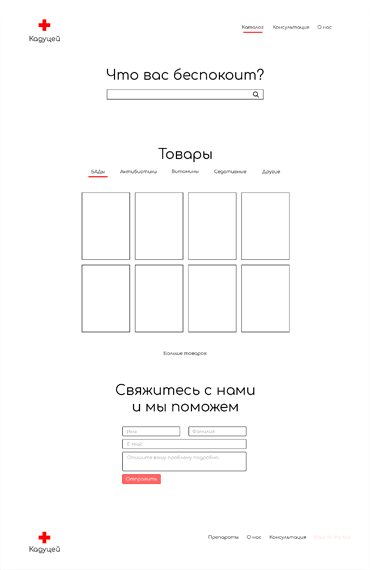 Кадуцей
Каталог Консультация О нас
Что вас беспокоит?
Товары
БАДы Антибиотики Витамины Седативные Другие
Больше товаров
Свяжитесь с нами
и мы поможем
Имя Фамилия
E-mail
Опишите вашу проблему подробно
Отправить
Кадуцей
Препараты О нас Консультация